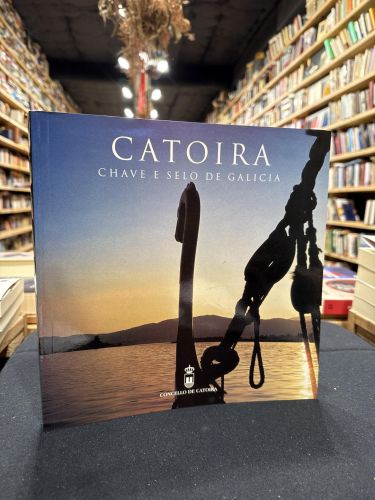 CATOIRA
CHAVE E SELO DE GALICIA
CONCELLO DE CATOIRA